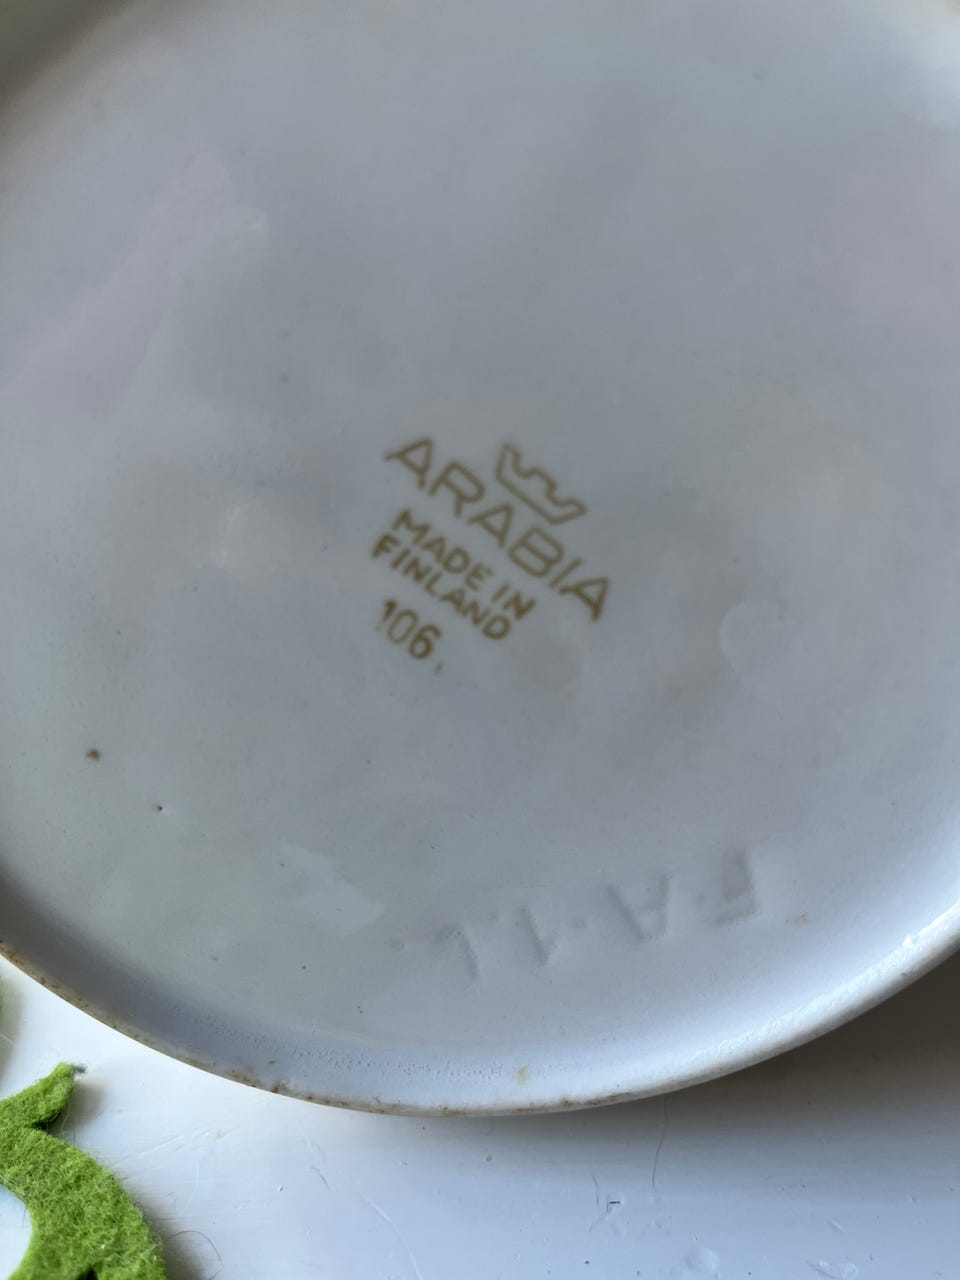 ARABIA
MADE IN
FINLAND
106.